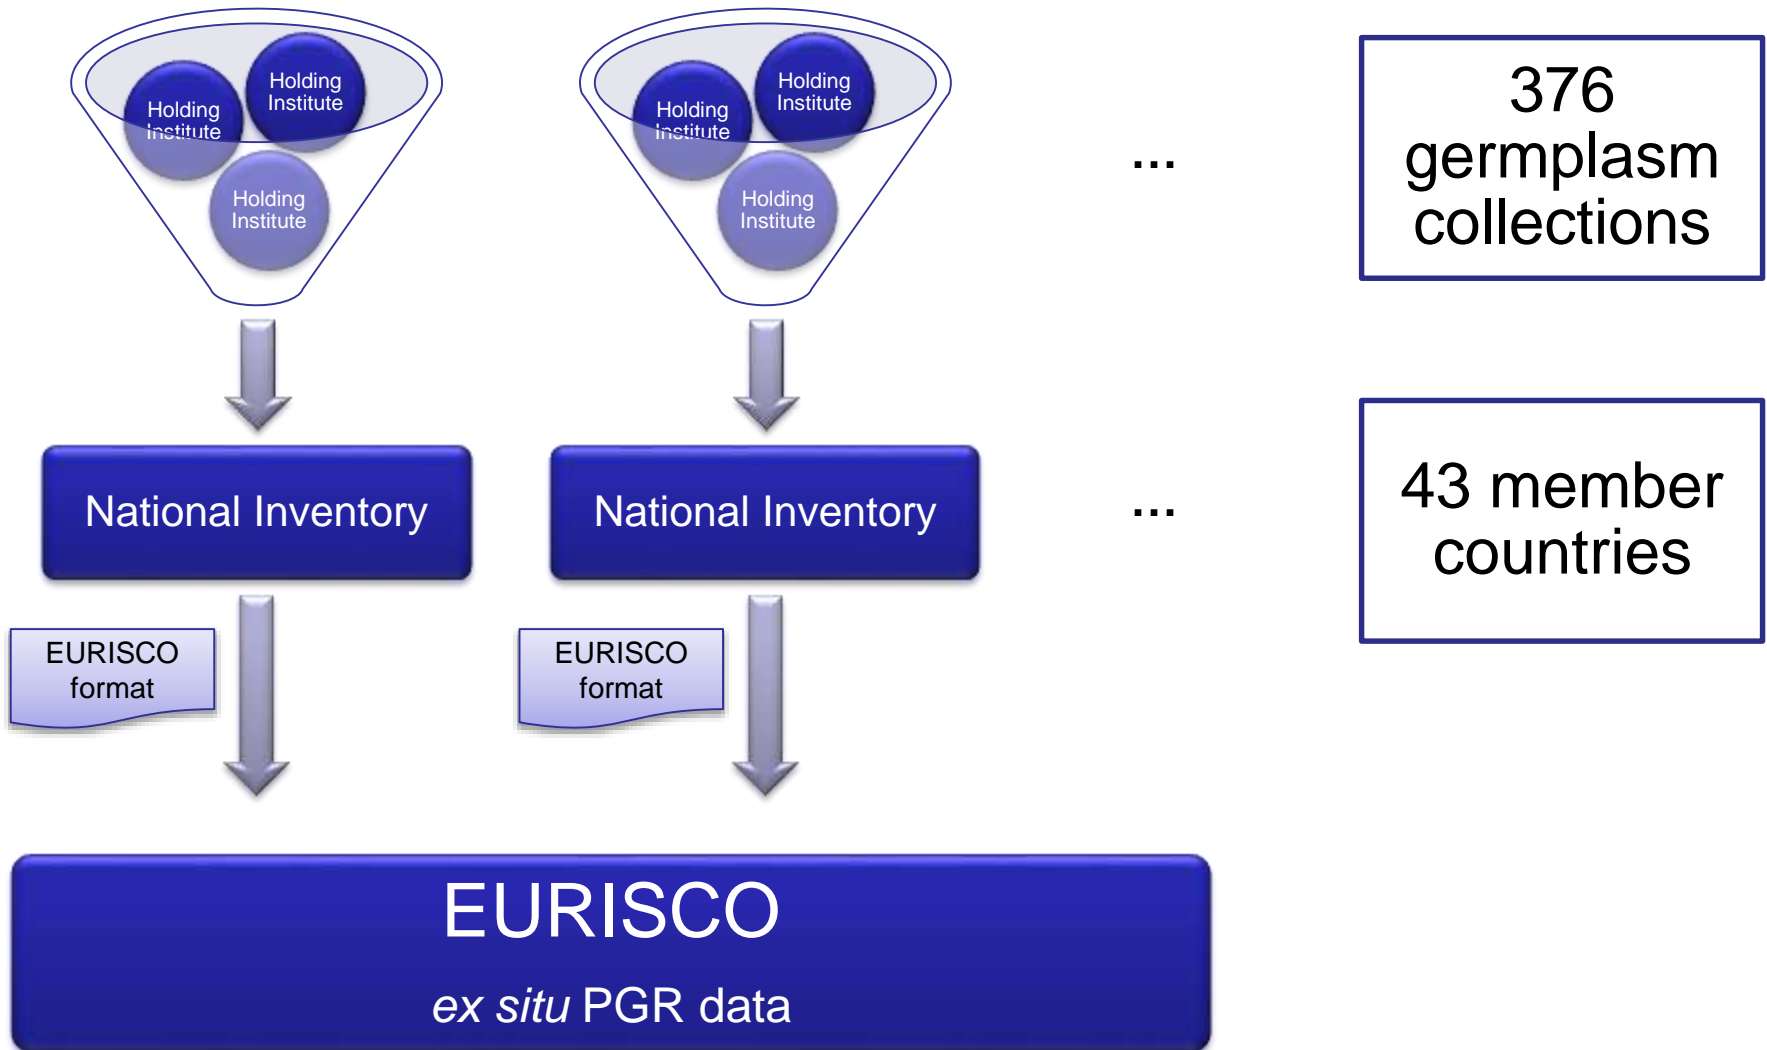 Holding
Institute
Holding
Institute
Holding
Institute
Holding
Institute
Holding
Institute
Holding
Institute
...
376
germplasm
collections
National Inventory
National Inventory
...
43 member
countries
EURISCO
format
EURISCO
format
EURISCO
ex situ PGR data